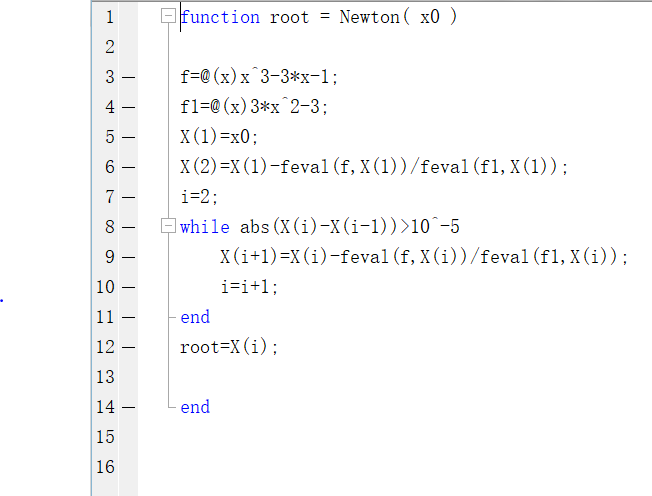 1 function root = Newton( x0 )
2
3 — f=@(x)x^3-3*x-1;
4 — f1=@(x)3*x^2-3;
5 — X(1)=x0;
6 — X(2)=X(1)-feval(f,X(1))/feval(f1,X(1));
7 — i=2;
8 — while abs(X(i)-X(i-1))>10^-5
9 — X(i+1)=X(i)-feval(f,X(i))/feval(f1,X(i));
10 — i=i+1;
11 — end
12 — root=X(i);
13
14 — end
15
16